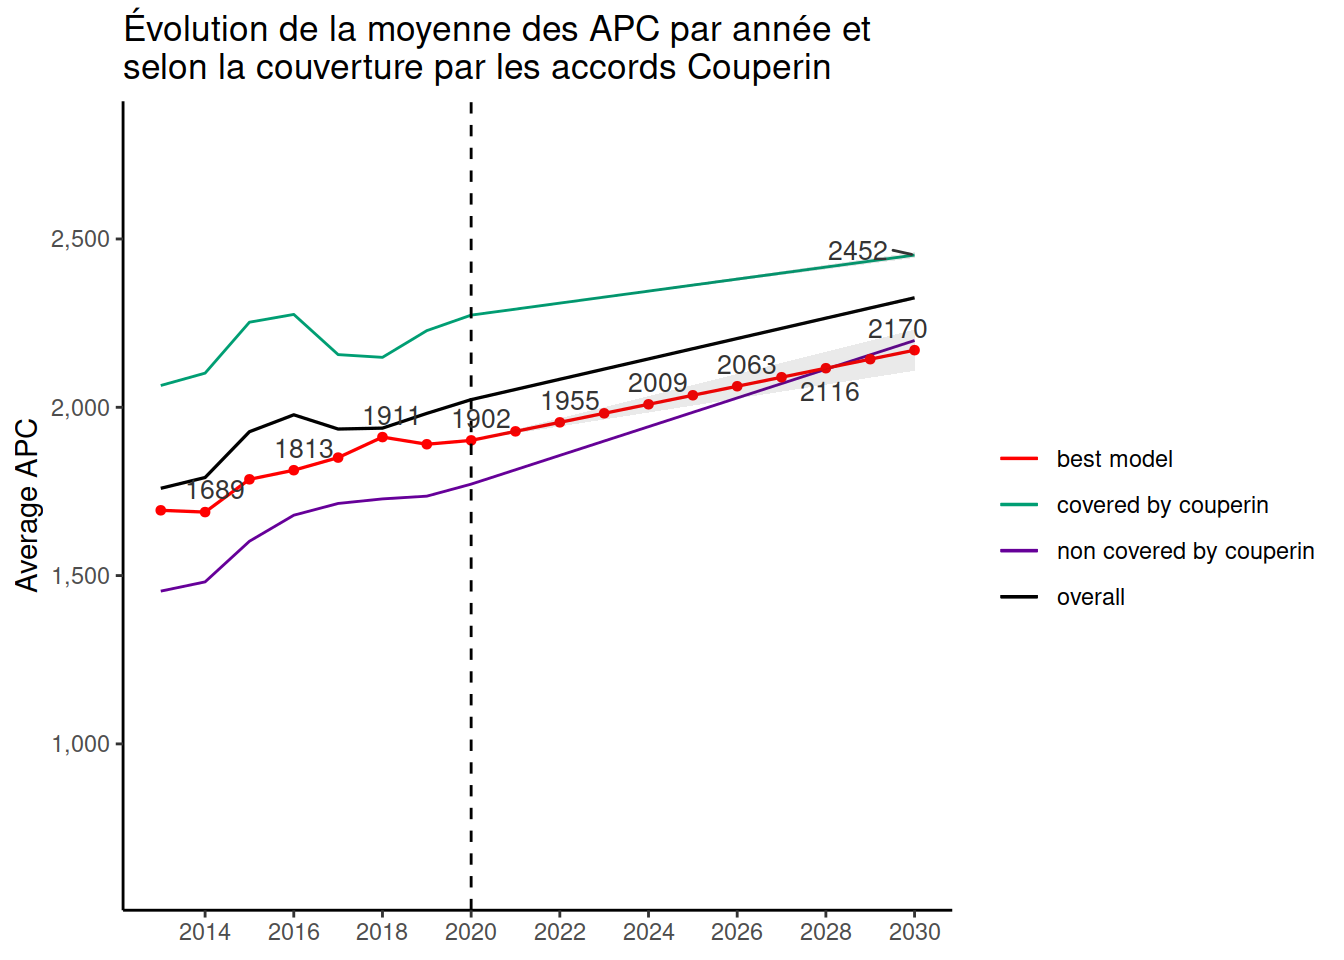 Évolution de la moyenne des APC par année et
selon la couverture par les accords Couperin
Average APC
2,500
2,000
1,500
1,000
1689
1813
1911
1902
1955
2009
2063
2116
2170
2452
2014 2016 2018 2020 2022 2024 2026 2028 2030
best model
covered by couperin
non covered by couperin
overall